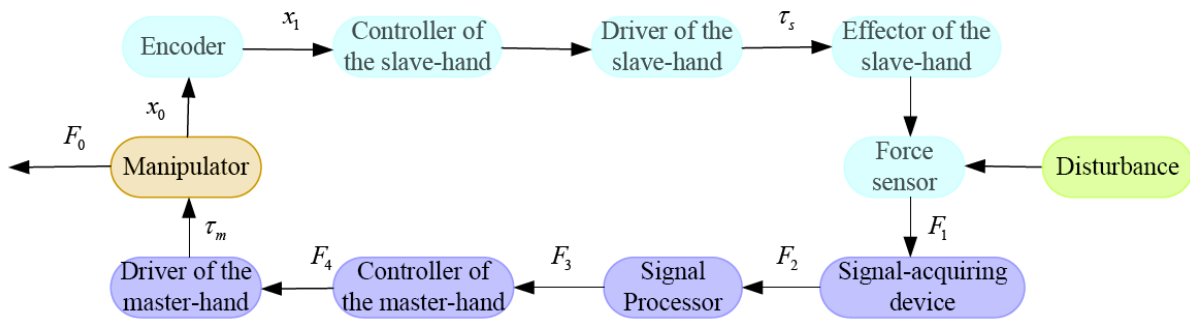 x₁
τₛ
Encoder
Controller of
the slave-hand
Driver of the
slave-hand
Effector of the
slave-hand
x₀
F₀
Manipulator
Force
sensor
Disturbance
τₘ
F₁
F₄
F₃
F₂
Driver of the
master-hand
Controller of
the master-hand
Signal
Processor
Signal-acquiring
device